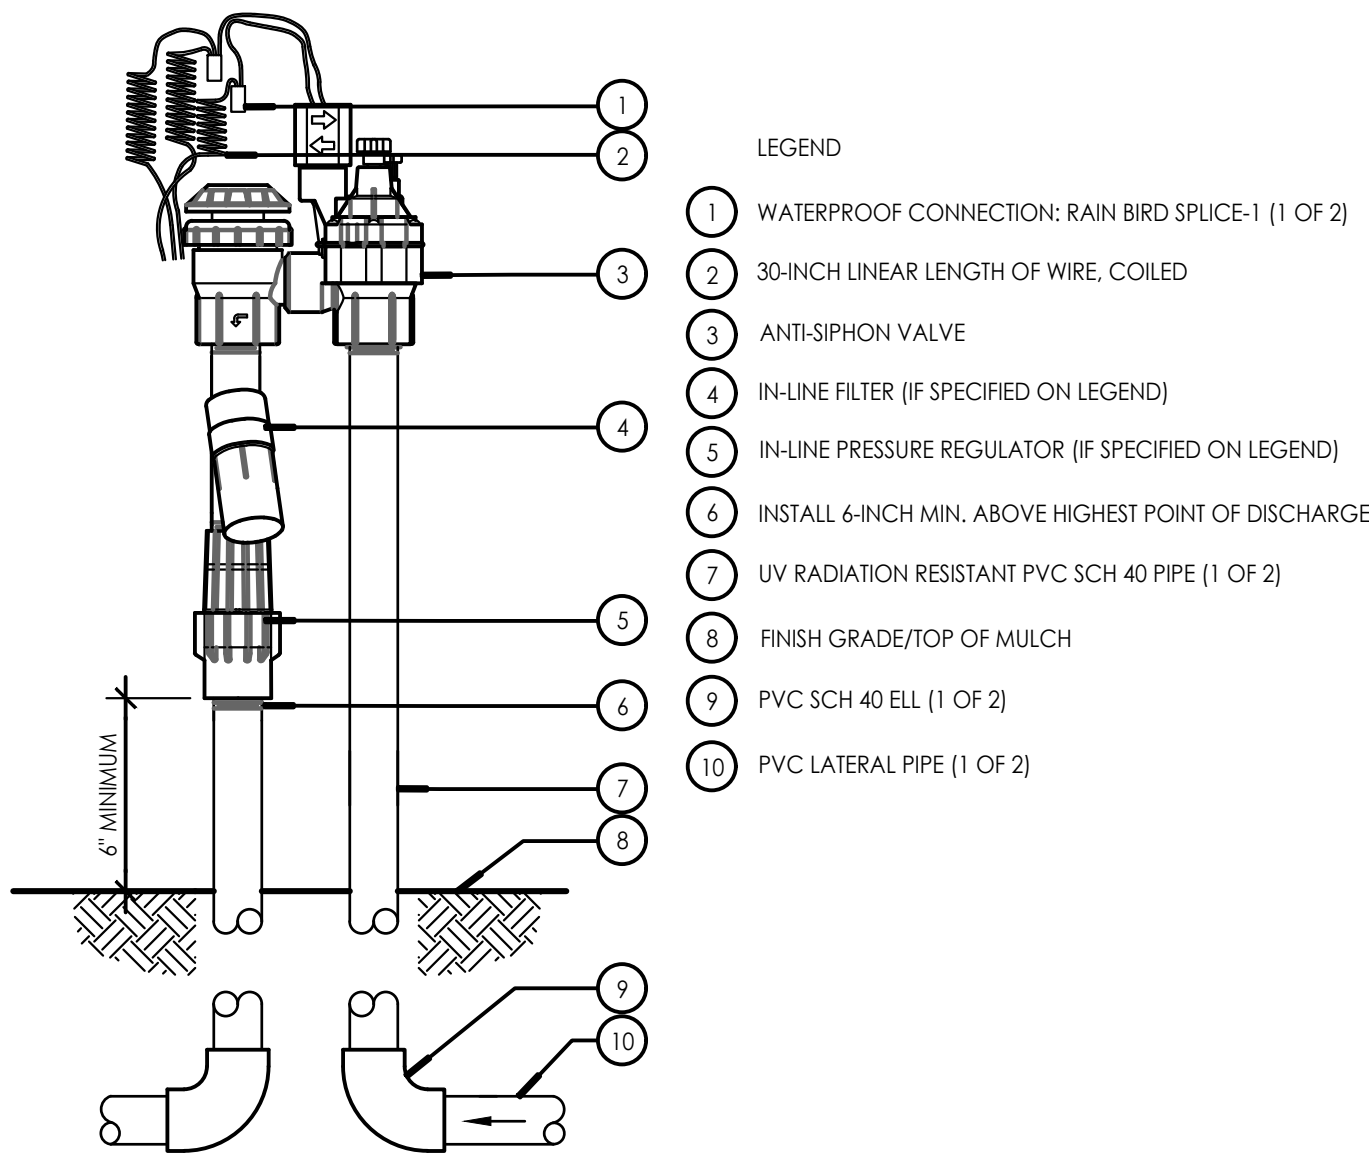 LEGEND
1 WATERPROOF CONNECTION: RAIN BIRD SPLICE-1 (1 OF 2)
2 30-INCH LINEAR LENGTH OF WIRE, COILED
3 ANTI-SIPHON VALVE
4 IN-LINE FILTER (IF SPECIFIED ON LEGEND)
5 IN-LINE PRESSURE REGULATOR (IF SPECIFIED ON LEGEND)
6 INSTALL 6-INCH MIN. ABOVE HIGHEST POINT OF DISCHARGE
7 UV RADIATION RESISTANT PVC SCH 40 PIPE (1 OF 2)
8 FINISH GRADE/TOP OF MULCH
9 PVC SCH 40 ELL (1 OF 2)
10 PVC LATERAL PIPE (1 OF 2)
1
2
3
4
5
6
7
8
9
10
6" MINIMUM